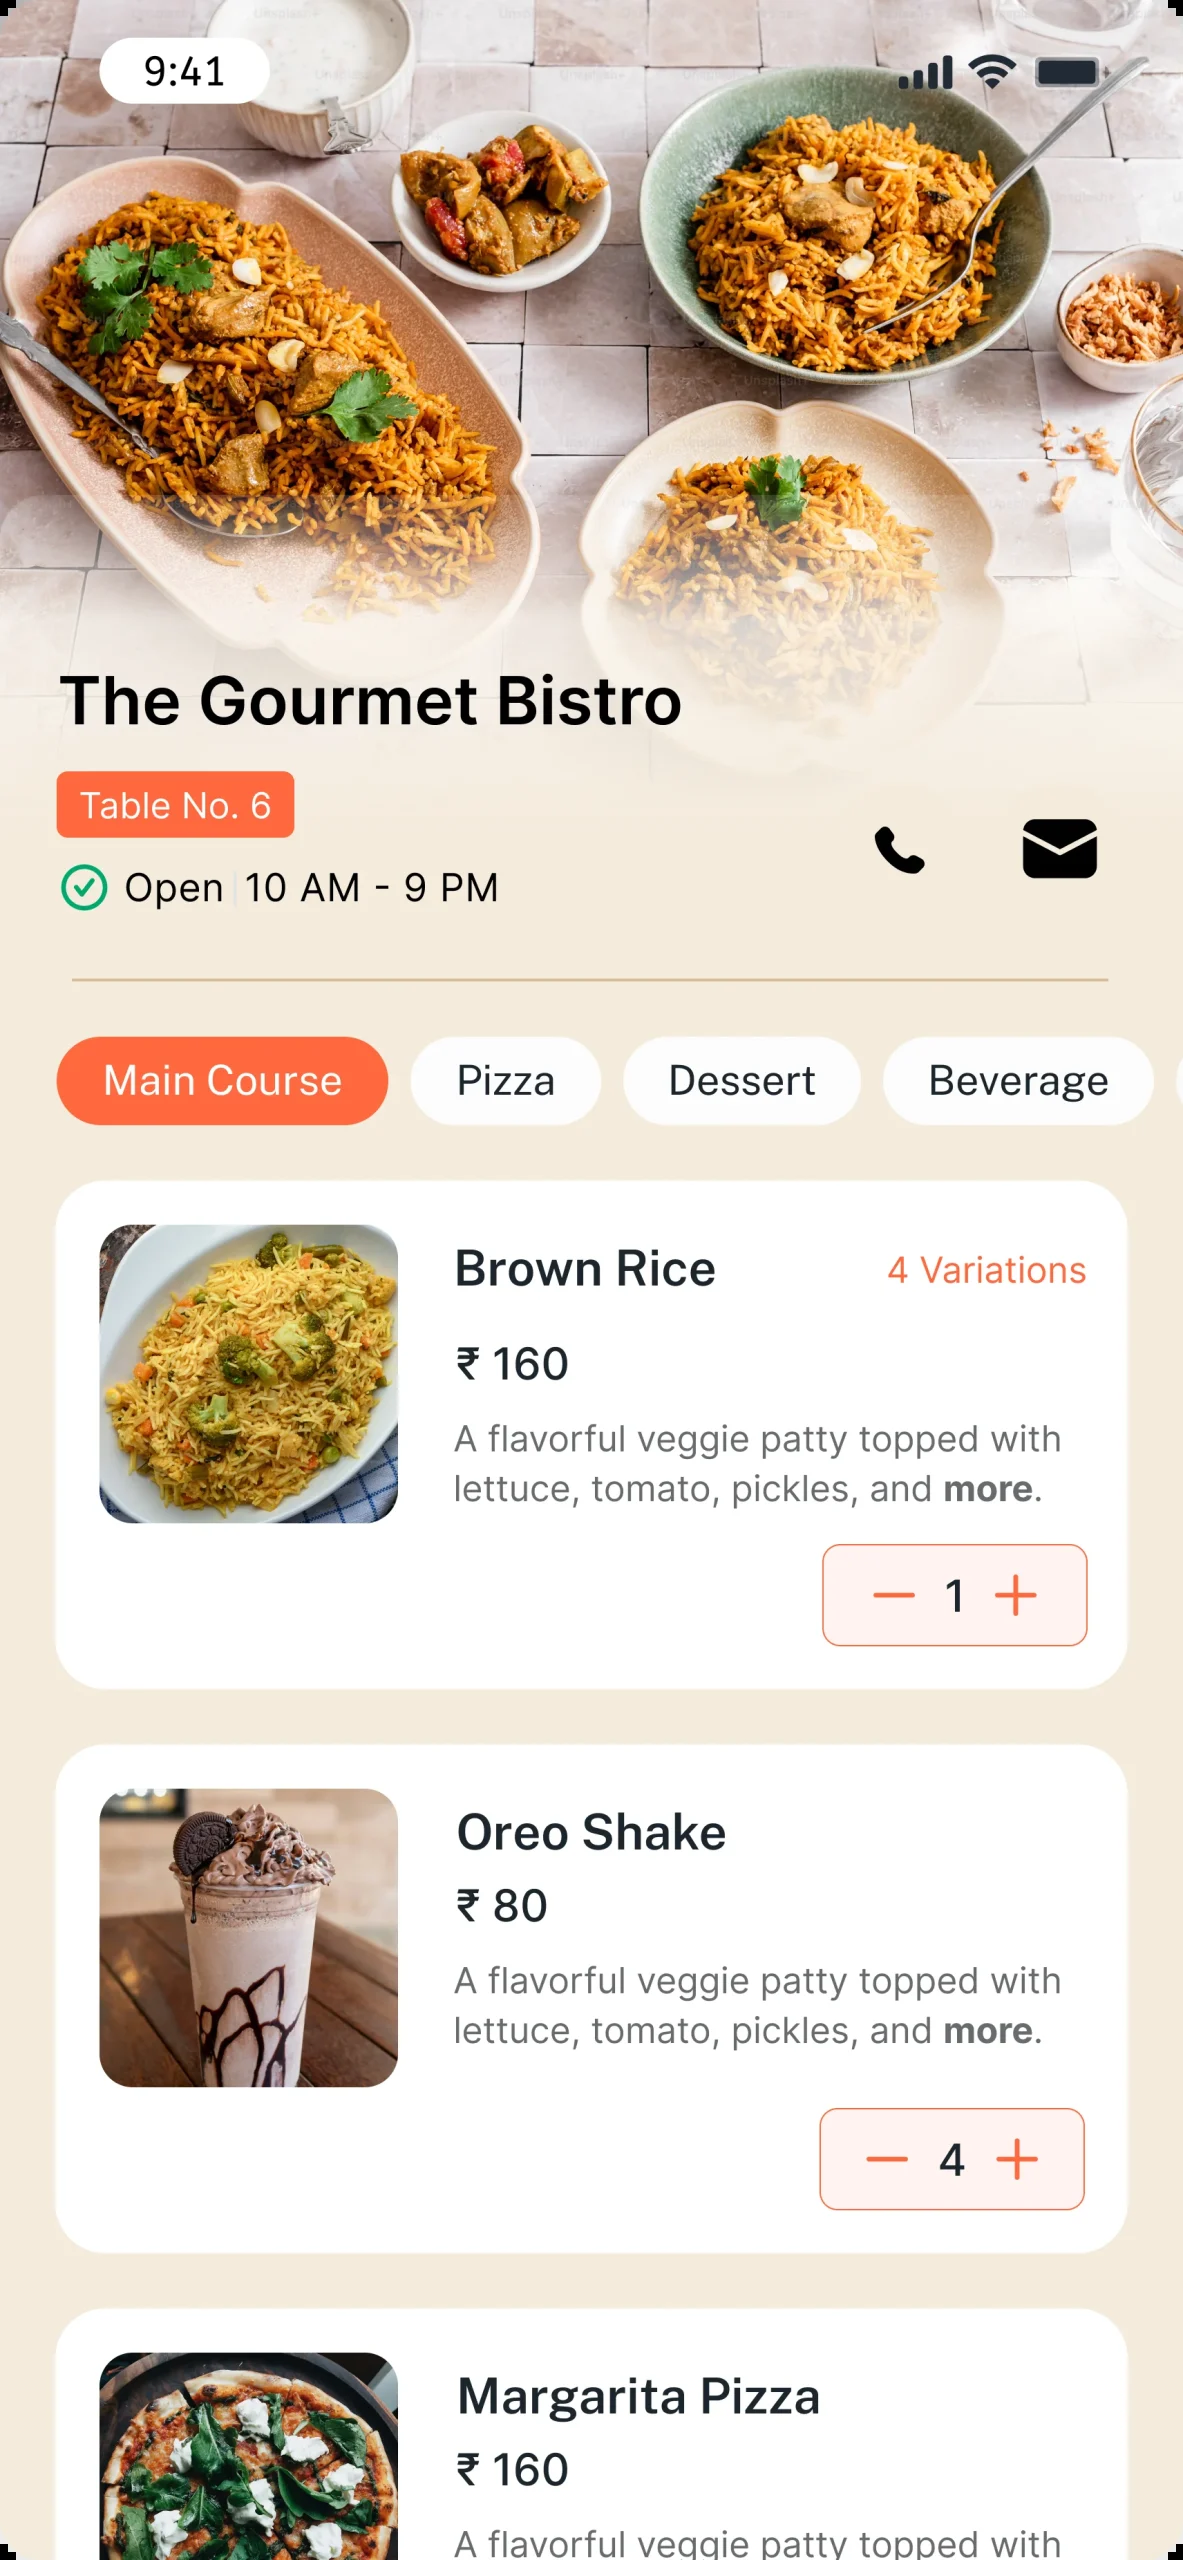 9:41
The Gourmet Bistro
Table No. 6
Open 10 AM - 9 PM
Main Course Pizza Dessert Beverage
Brown Rice 4 Variations
₹ 160
A flavorful veggie patty topped with
lettuce, tomato, pickles, and more.
1
Oreo Shake
₹ 80
A flavorful veggie patty topped with
lettuce, tomato, pickles, and more.
4
Margarita Pizza
₹ 160
A flavorful veggie patty topped with